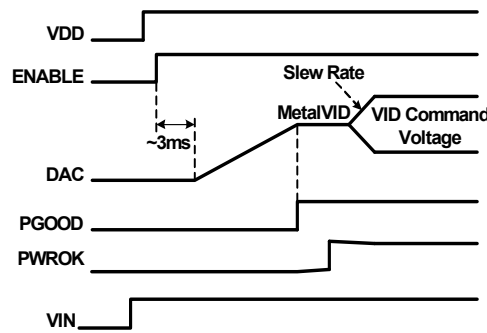 VDD
ENABLE
Slew Rate
MetalVID
VID Command
Voltage
~3ms
DAC
PGOOD
PWROK
VIN